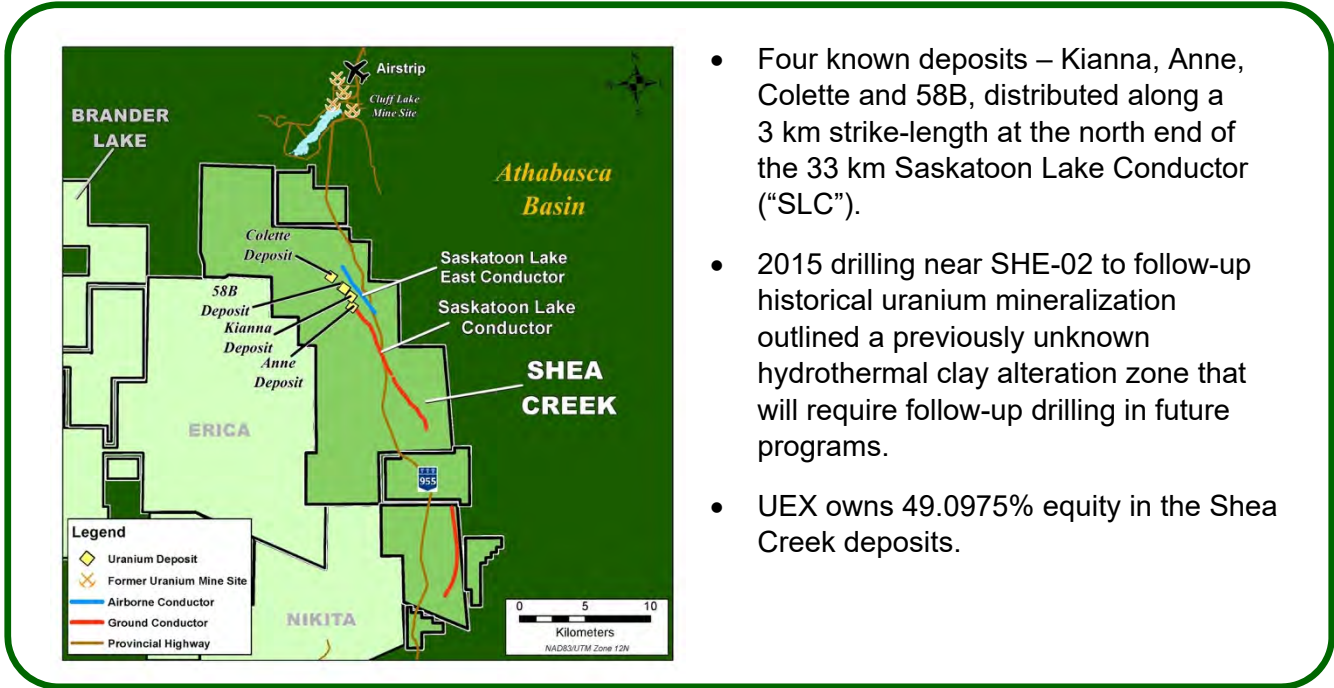 Airstrip
Cluff Lake
Mine Site
N
BRANDER
LAKE
Athabasca
Basin
Colette
Deposit
Saskatoon Lake
East Conductor
58B
Deposit
Saskatoon Lake
Conductor
Kianna
Deposit
Anne
Deposit
SHEA
CREEK
ERICA
955
Legend
Uranium Deposit
Former Uranium Mine Site
Airborne Conductor
Ground Conductor
Provincial Highway
NIKITA
0 5 10
Kilometers
NAD83/UTM Zone 12N
• Four known deposits – Kianna, Anne,
Colette and 58B, distributed along a
3 km strike-length at the north end of
the 33 km Saskatoon Lake Conductor
(“SLC”).
• 2015 drilling near SHE-02 to follow-up
historical uranium mineralization
outlined a previously unknown
hydrothermal clay alteration zone that
will require follow-up drilling in future
programs.
• UEX owns 49.0975% equity in the Shea
Creek deposits.